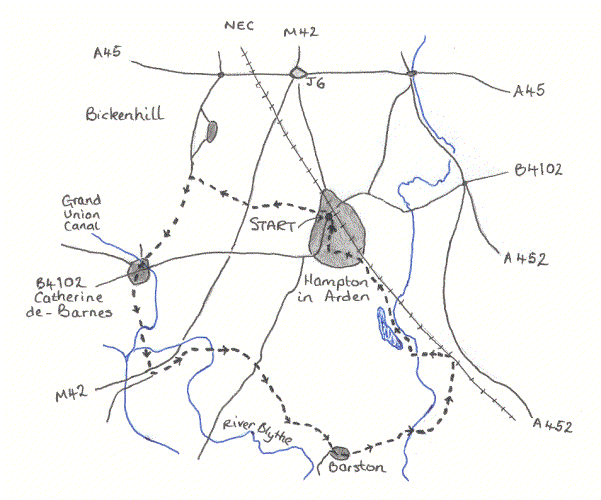 NEC
M42
A45
J6
A45
Bickenhill
B4102
Grand
Union
Canal
START
A452
Hampton
in Arden
B4102
Catherine
de-Barnes
M42
River Blythe
A452
Barston